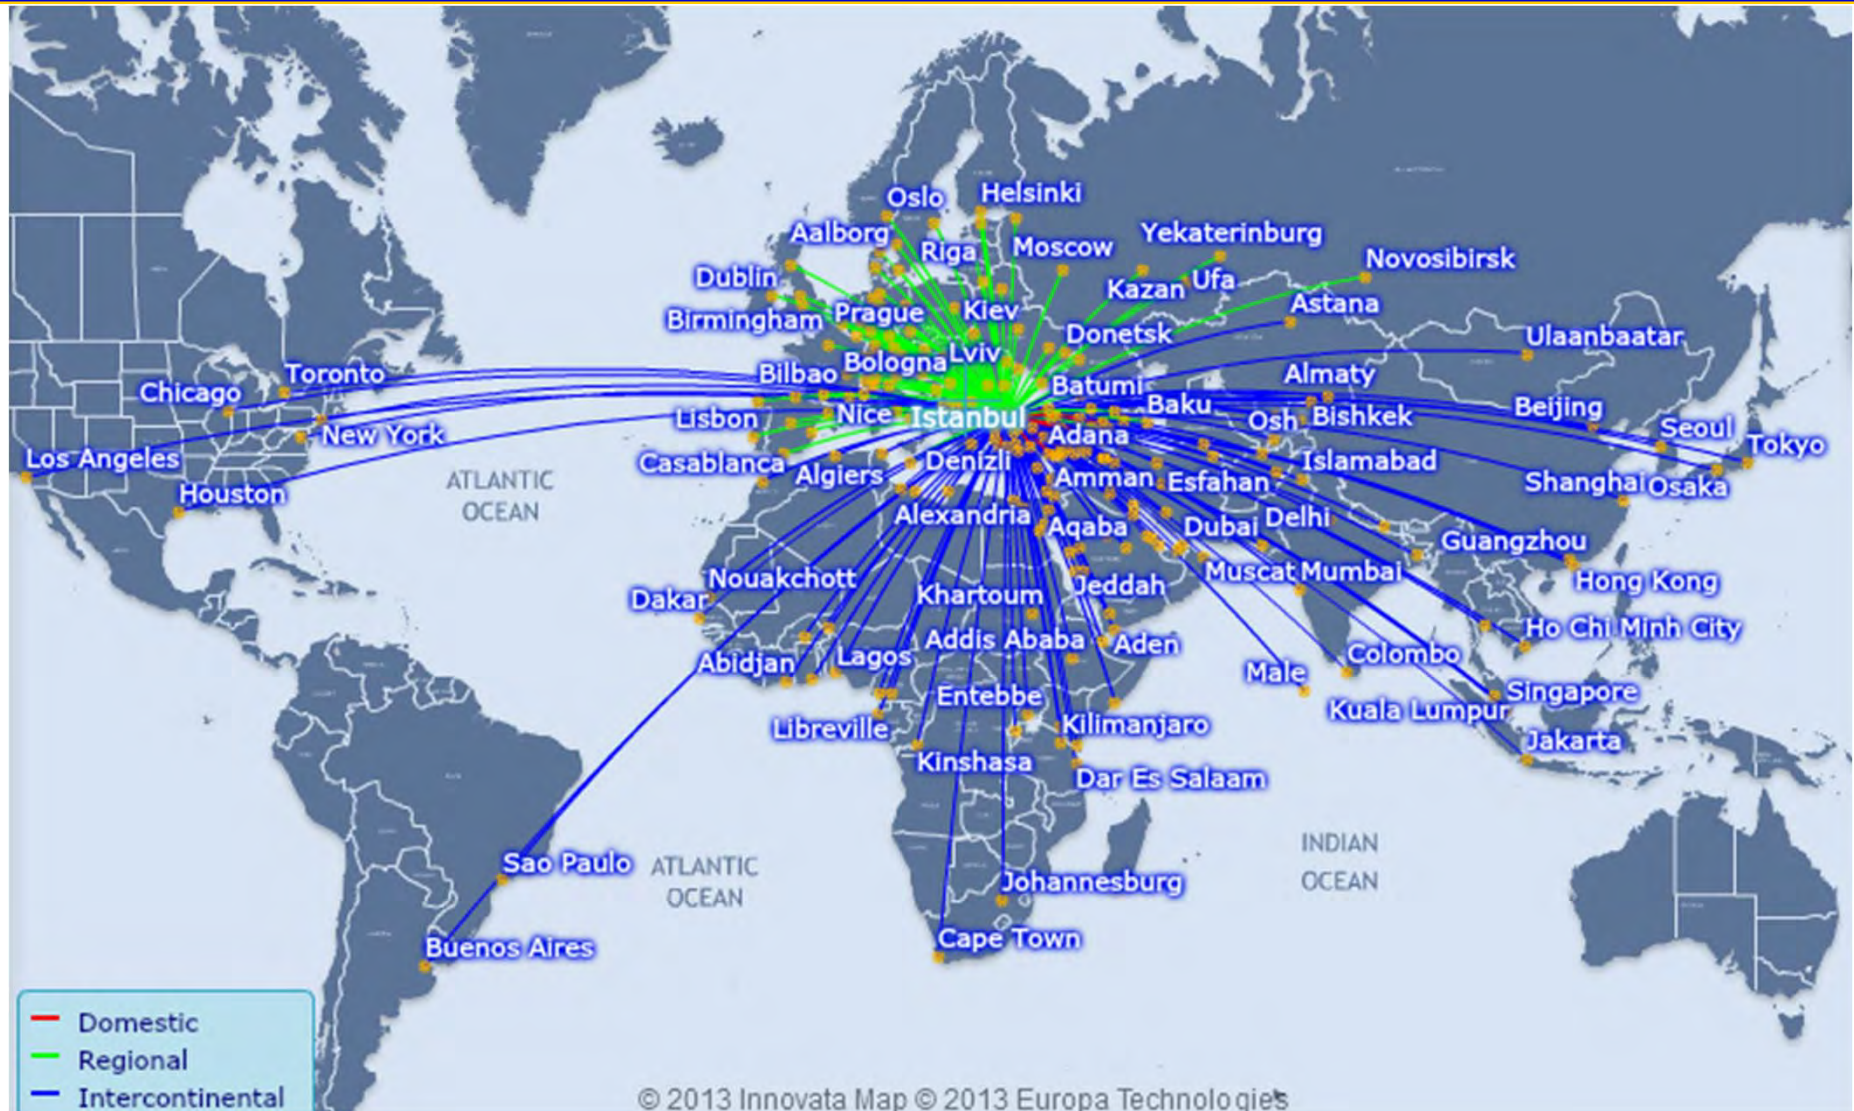 Oslo
Helsinki
Aalborg
Riga
Moscow
Yekaterinburg
Novosibirsk
Dublin
Kazan
Ufa
Astana
Birmingham
Prague
Kiev
Donetsk
Ulaanbaatar
Bologna
Lviv
Bilbao
Toronto
Chicago
Batumi
Almaty
Baku
Beijing
Lisbon
Nice
Istanbul
Osh
Bishkek
Seoul
New York
Adana
Tokyo
Los Angeles
Casablanca
Algiers
Denizli
Islamabad
Houston
Amman
Esfahan
Shanghai
Osaka
ATLANTIC
OCEAN
Alexandria
Aqaba
Dubai
Delhi
Guangzhou
Nouakchott
Muscat
Mumbai
Hong Kong
Dakar
Khartoum
Jeddah
Ho Chi Minh City
Addis Ababa
Aden
Abidjan
Lagos
Colombo
Male
Entebbe
Singapore
Kuala Lumpur
Libreville
Kilimanjaro
Jakarta
Kinshasa
Dar Es Salaam
INDIAN
OCEAN
Sao Paulo
ATLANTIC
OCEAN
Johannesburg
Buenos Aires
Cape Town
Domestic
Regional
Intercontinental
© 2013 Innovata Map © 2013 Europa Technologies